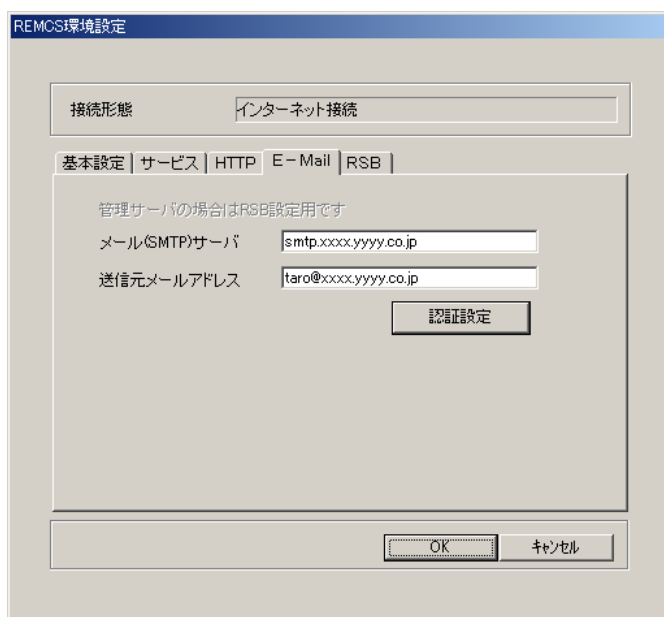 REMCS環境設定
接続形態 インターネット接続
基本設定 サービス HTTP E－Mail RSB
管理サーバの場合はRSB設定用です
メール(SMTP)サーバ smtp.xxxx.yyyy.co.jp
送信元メールアドレス taro@xxxx.yyyy.co.jp
認証設定
OK キャンセル